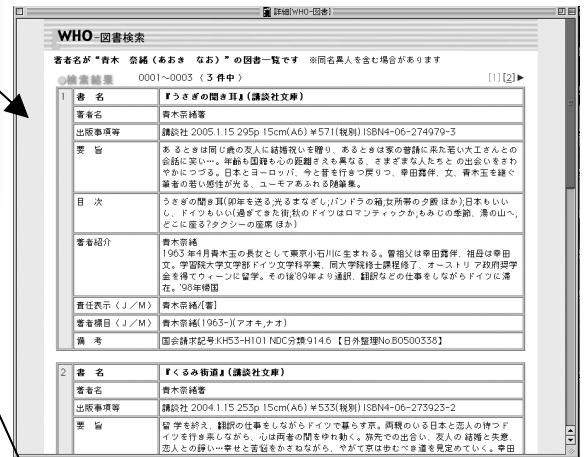 詳細[WHO-図書]
WHO-図書検索
著者名が“青木 奈緒（あおき なお）”の図書一覧です ※同名異人を含む場合があります
◎検索結果 0001～0003 （3 件中）
[1][2]▶
1 書 名 『うさぎの聞き耳』(講談社文庫)
著者名 青木奈緒著
出版事項等 講談社 2005.1.15 295p 15cm(A6) ¥571(税別) ISBN4-06-274979-3
要 旨 あるときは同じ歳の友人に結婚祝いを贈り、あるときは家の普請に来た若い大工さんとの
会話に笑い…。年齢も国籍も心の距離さえも異なる、さまざまな人たちと の出会いをさわ
やかにつづる。日本とヨーロッパ、今と昔を行きつ戻りつ、幸田露伴、文、青木玉を継ぐ
筆者の若い感性が光る、ユーモアあふれる随筆集。
目 次 うさぎの聞き耳(卯年を送る;光るまなざし;パンドラの箱;女所帯の夕飯 ほか);日本もいい
し、ドイツもいい(過ぎてきた街;秋のドイツはロマンティックか;もみじの季節、湯の山へ;
どこに座る?タクシーの座席 ほか)
著者紹介 青木奈緒
1963 年4月青木玉の長女として東京小石川に生まれる。曽祖父は幸田露伴、祖母は幸田
文。学習院大学文学部ドイツ文学科卒業、同大学院修士課程修了、オーストリ ア政府奨学
金を得てウィーンに留学。その後'89年より通訳、翻訳などの仕事をしながらドイツに滞
在。'98年帰国
責任表示（J／M） 青木奈緒/[著]
著者標目（J／M） 青木奈緒(1963-)(アオキ,ナオ)
備 考 国会請求記号:KH53-H101 NDC分類:914.6 【日外整理No.B0500338】
2 書 名 『くるみ街道』(講談社文庫)
著者名 青木奈緒著
出版事項等 講談社 2004.1.15 253p 15cm(A6) ¥533(税別) ISBN4-06-273923-2
要 旨 留 学を終え、翻訳の仕事をしながらドイツで暮らす京。両親のいる日本と恋人の待つド
イツを行き来しながら、心は両者の間をゆれ動く。旅先での出会い、友人の 結婚と失意、
恋人との諍い…幸せと苦悩をかさねながら、やがて京は歩むべき道を見定めていく。幸田